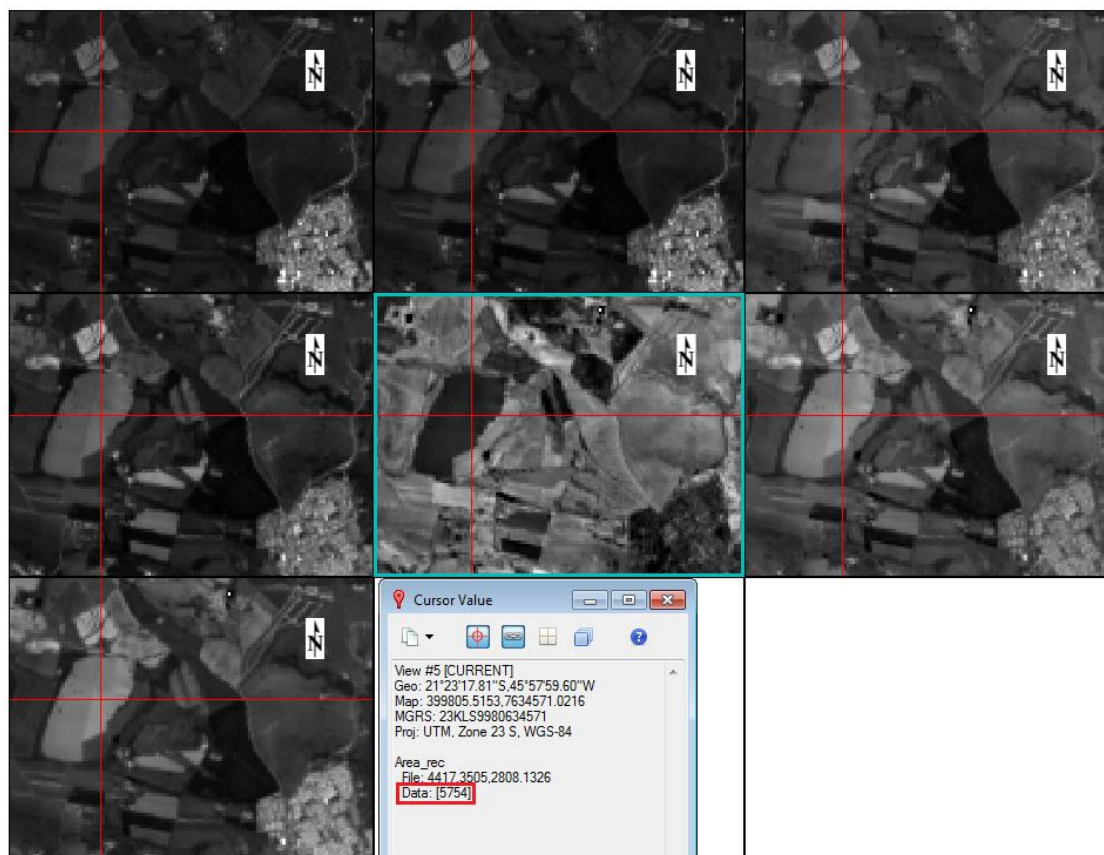 N
N
N
N
N
N
N
Cursor Value
View #5 [CURRENT]
Geo: 21°23'17.81"S,45°57'59.60"W
Map: 399805.5153,7634571.0216
MGRS: 23KLS9980634571
Proj: UTM, Zone 23 S, WGS-84
Area_rec
File: 4417.3505,2808.1326
Data: [5754]